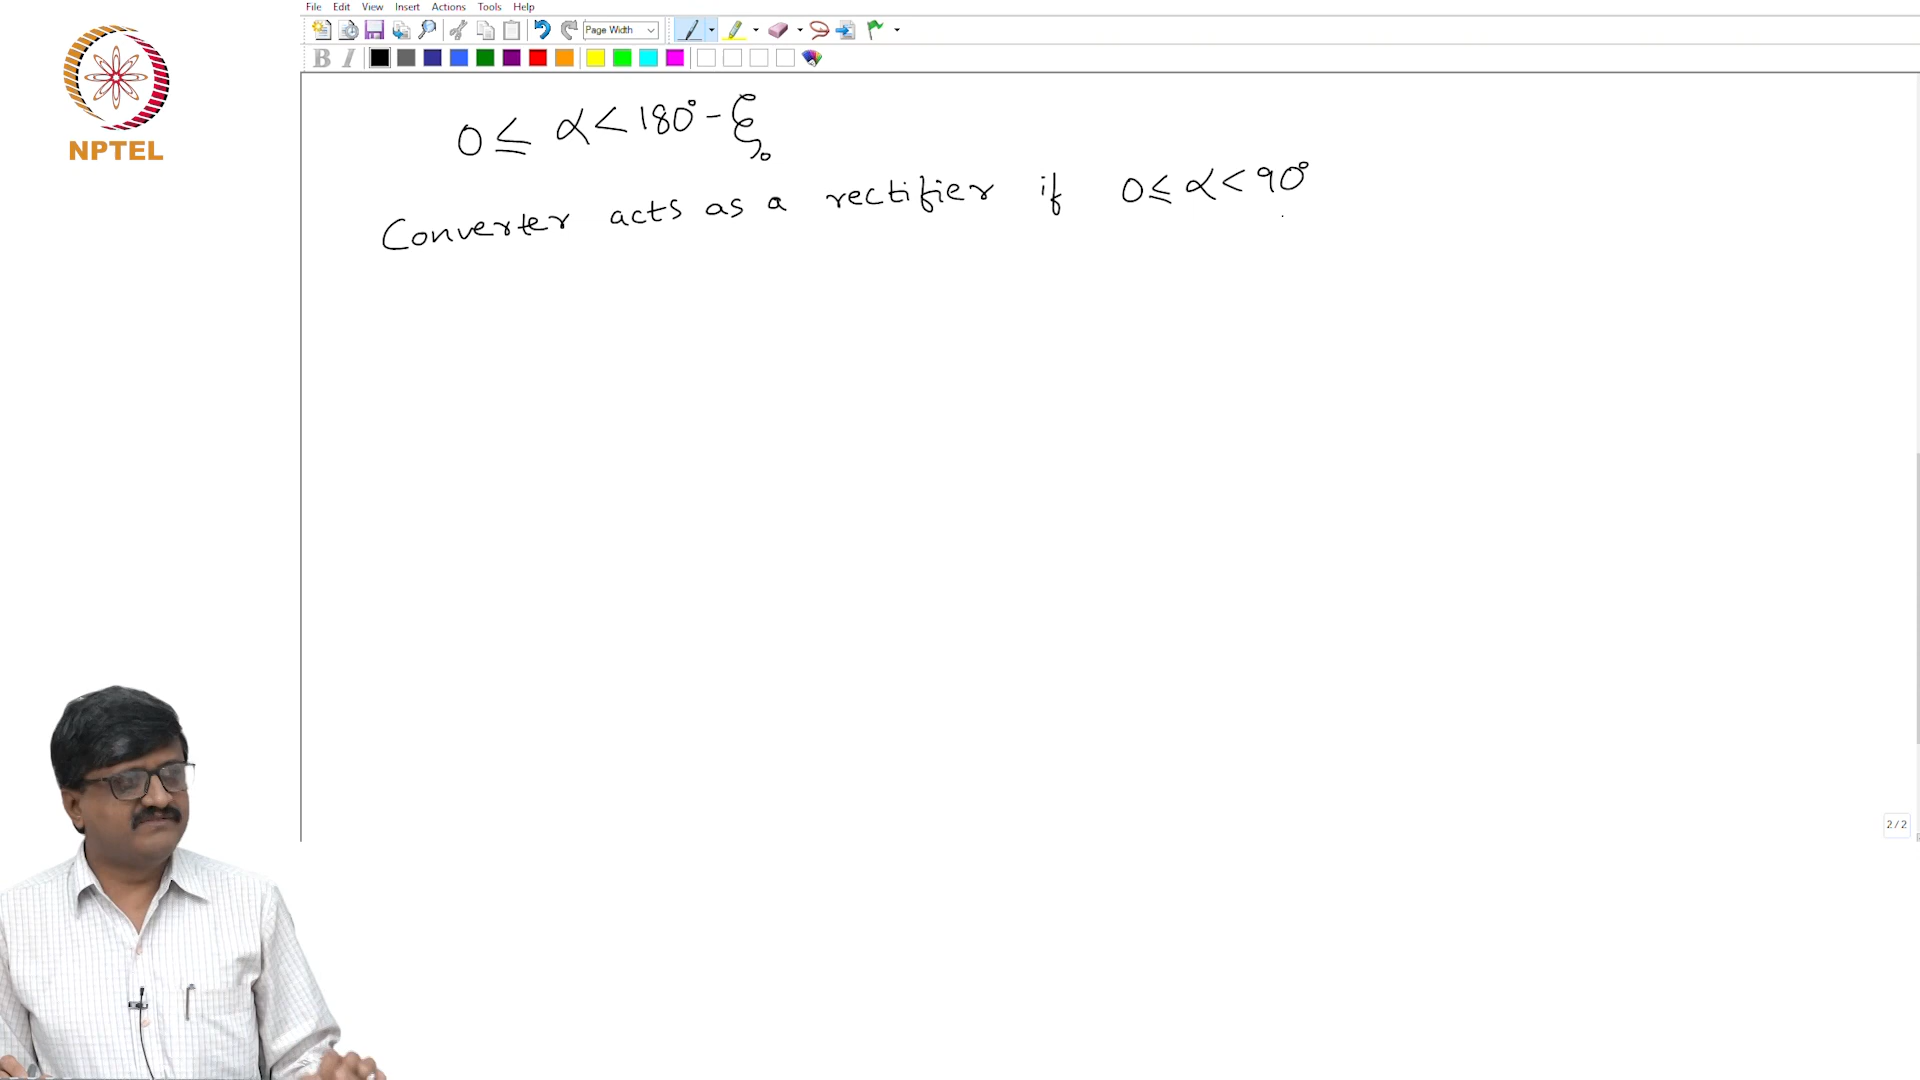 File Edit View Insert Actions Tools Help
Page Width
B I
NPTEL
0 ≤ α < 180° - ξ₀
Converter acts as a rectifier if 0 ≤ α < 90°
2 / 2